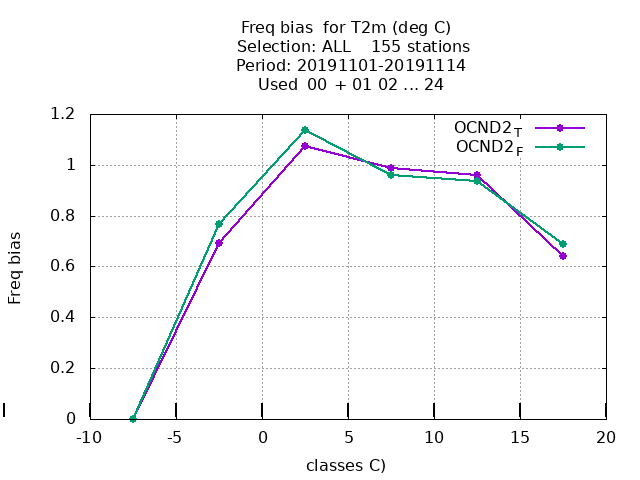 Freq bias for T2m (deg C)
Selection: ALL 155 stations
Period: 20191101-20191114
Used 00 + 01 02 ... 24
OCND2_T
OCND2_F
1.2
1
0.8
0.6
0.4
0.2
0
Freq bias
-10 -5 0 5 10 15 20
classes C)